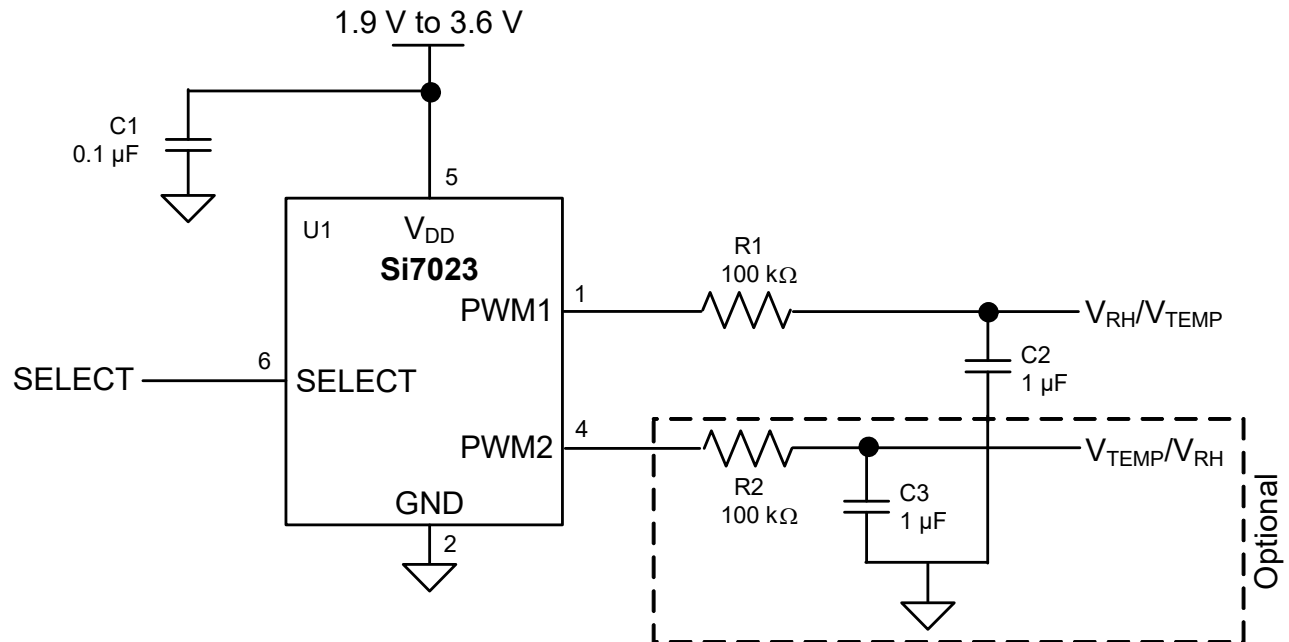 1.9 V to 3.6 V
C1
0.1 µF
5
U1
VDD
Si7023
R1
100 kΩ
PWM1
1
VRH/VTEMP
C2
1 µF
SELECT
6
SELECT
PWM2
4
VTEMP/VRH
R2
100 kΩ
C3
1 µF
GND
2
Optional